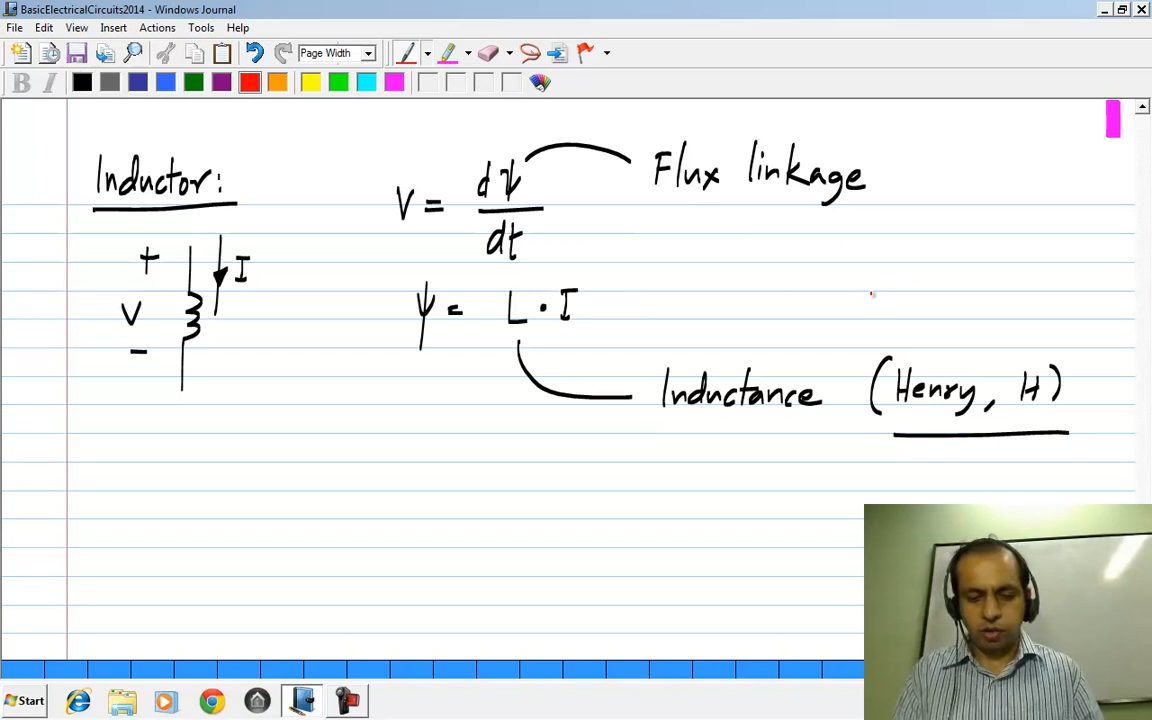 BasicElectricalCircuits2014 - Windows Journal
File Edit View Insert Actions Tools Help
Page Width
B I
Inductor:
V = dψ/dt
Flux linkage
+
I
V
-
ψ = L · I
Inductance (Henry, H)
Start